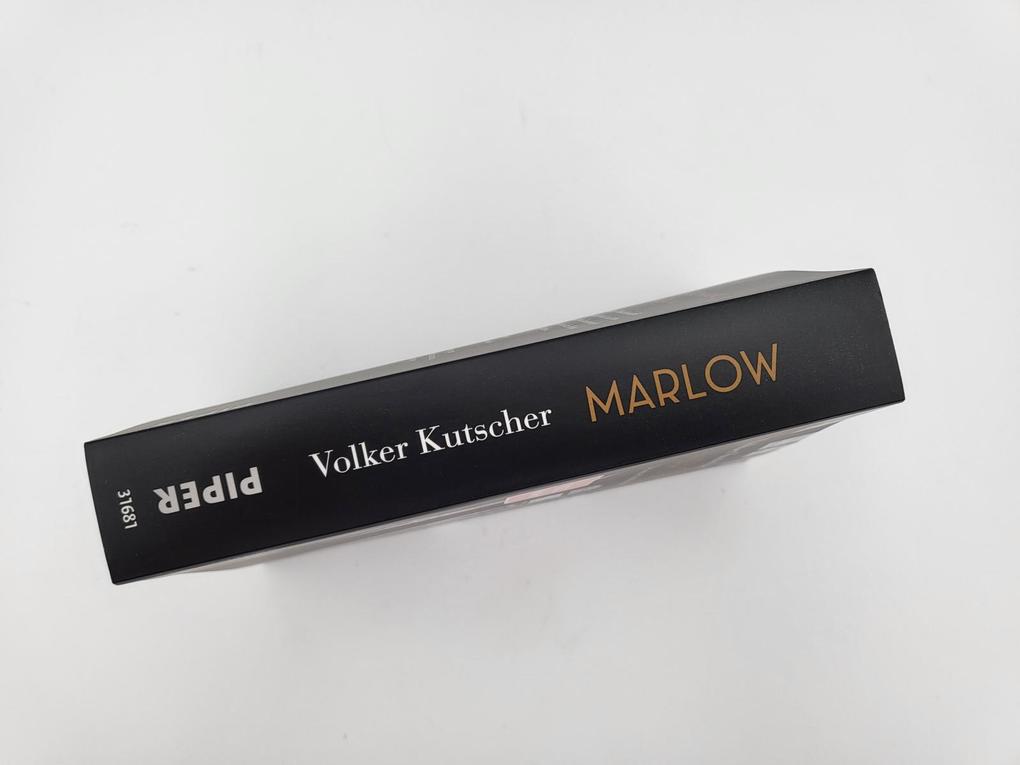 Volker Kutscher
MARLOW
PIPER
31681